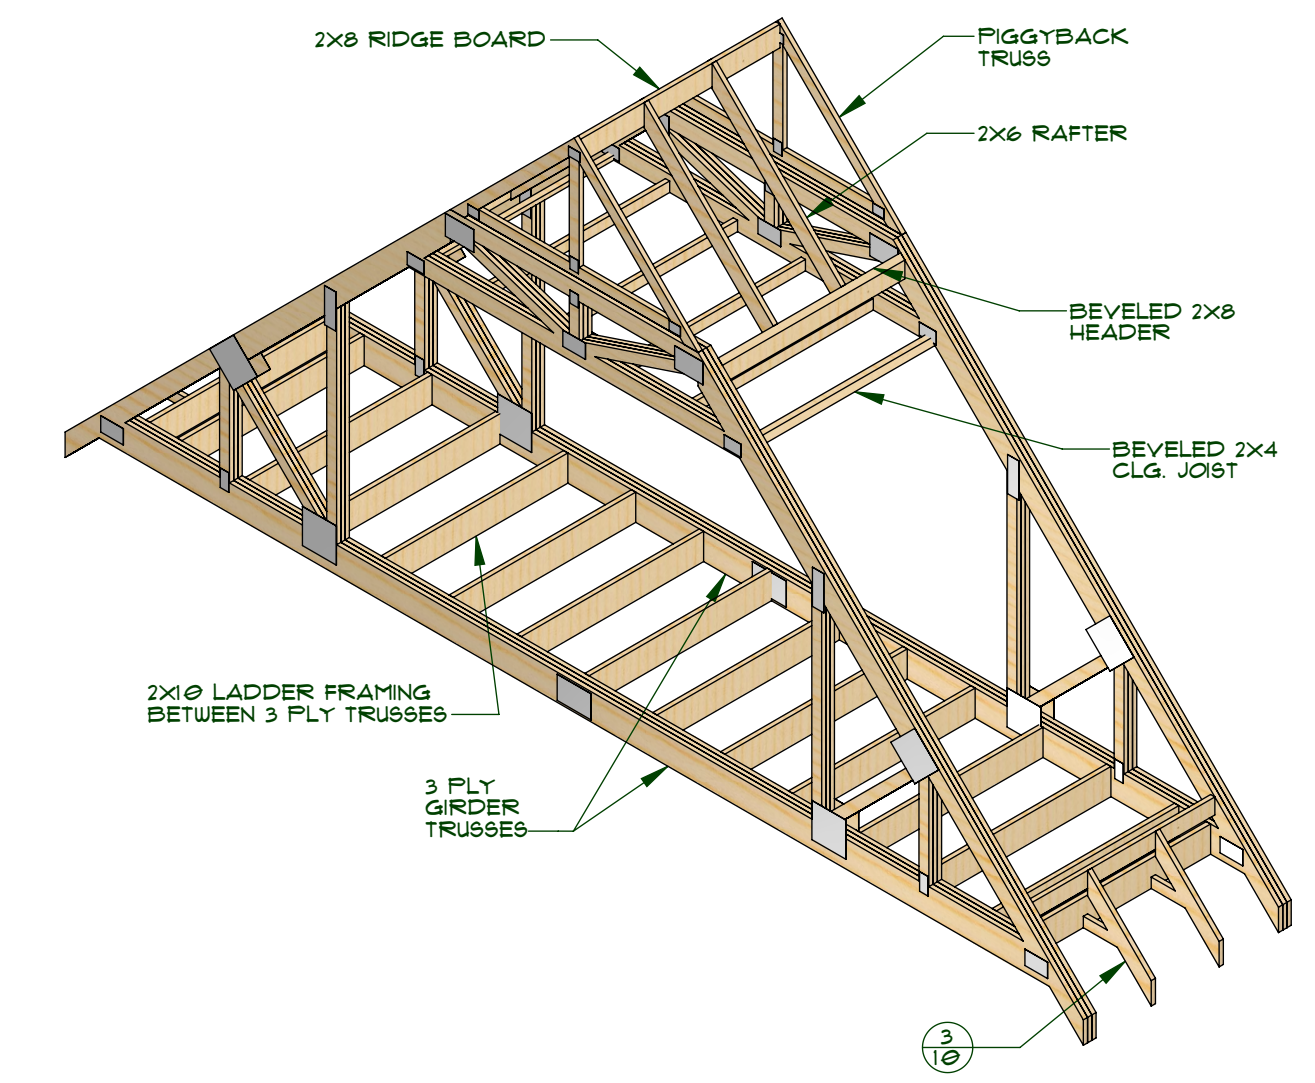 2X8 RIDGE BOARD
PIGGYBACK
TRUSS
2X6 RAFTER
BEVELED 2X8
HEADER
BEVELED 2X4
CLG. JOIST
2X10 LADDER FRAMING
BETWEEN 3 PLY TRUSSES
3 PLY
GIRDER
TRUSSES
3
10